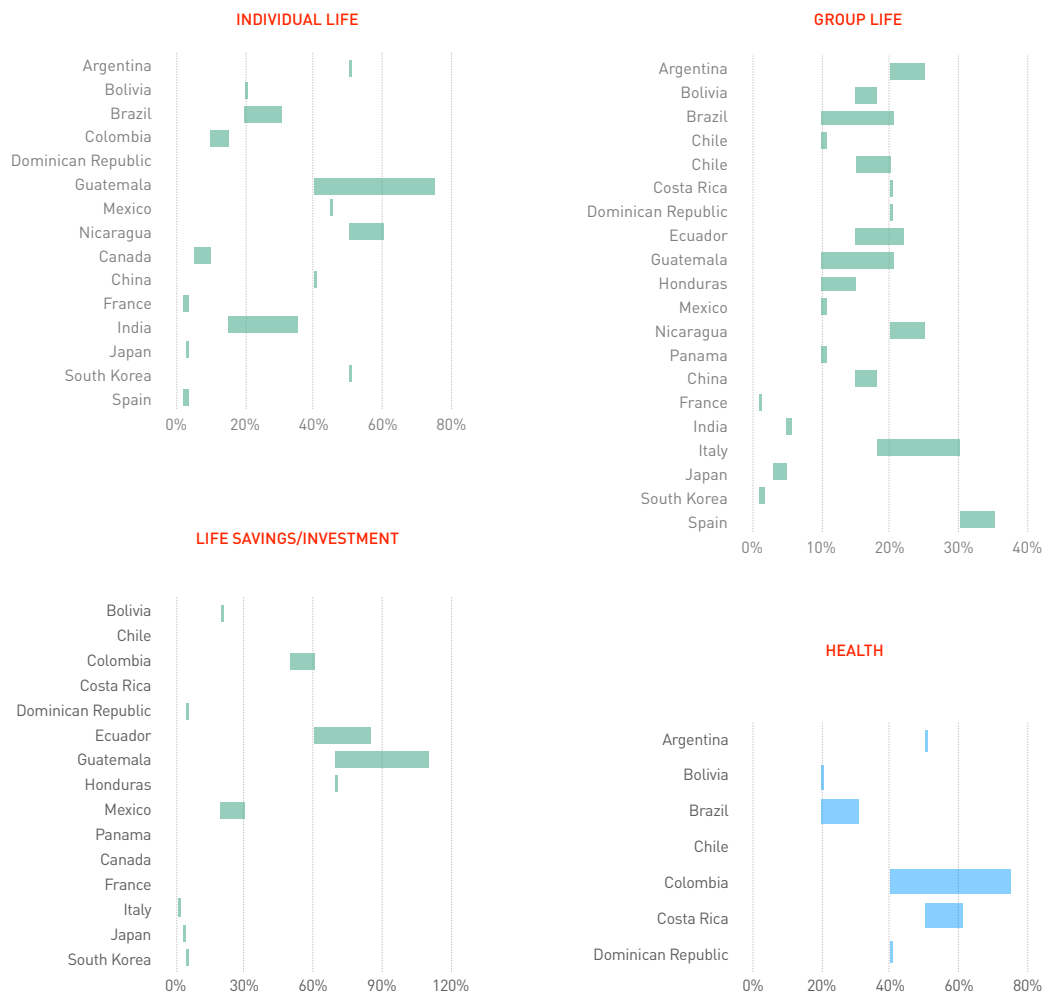 INDIVIDUAL LIFE
Argentina
Bolivia
Brazil
Colombia
Dominican Republic
Guatemala
Mexico
Nicaragua
Canada
China
France
India
Japan
South Korea
Spain
0% 20% 40% 60% 80%
GROUP LIFE
Argentina
Bolivia
Brazil
Chile
Chile
Costa Rica
Dominican Republic
Ecuador
Guatemala
Honduras
Mexico
Nicaragua
Panama
China
France
India
Italy
Japan
South Korea
Spain
0% 10% 20% 30% 40%
LIFE SAVINGS/INVESTMENT
Bolivia
Chile
Colombia
Costa Rica
Dominican Republic
Ecuador
Guatemala
Honduras
Mexico
Panama
Canada
France
Italy
Japan
South Korea
0% 30% 60% 90% 120%
HEALTH
Argentina
Bolivia
Brazil
Chile
Colombia
Costa Rica
Dominican Republic
0% 20% 40% 60% 80%